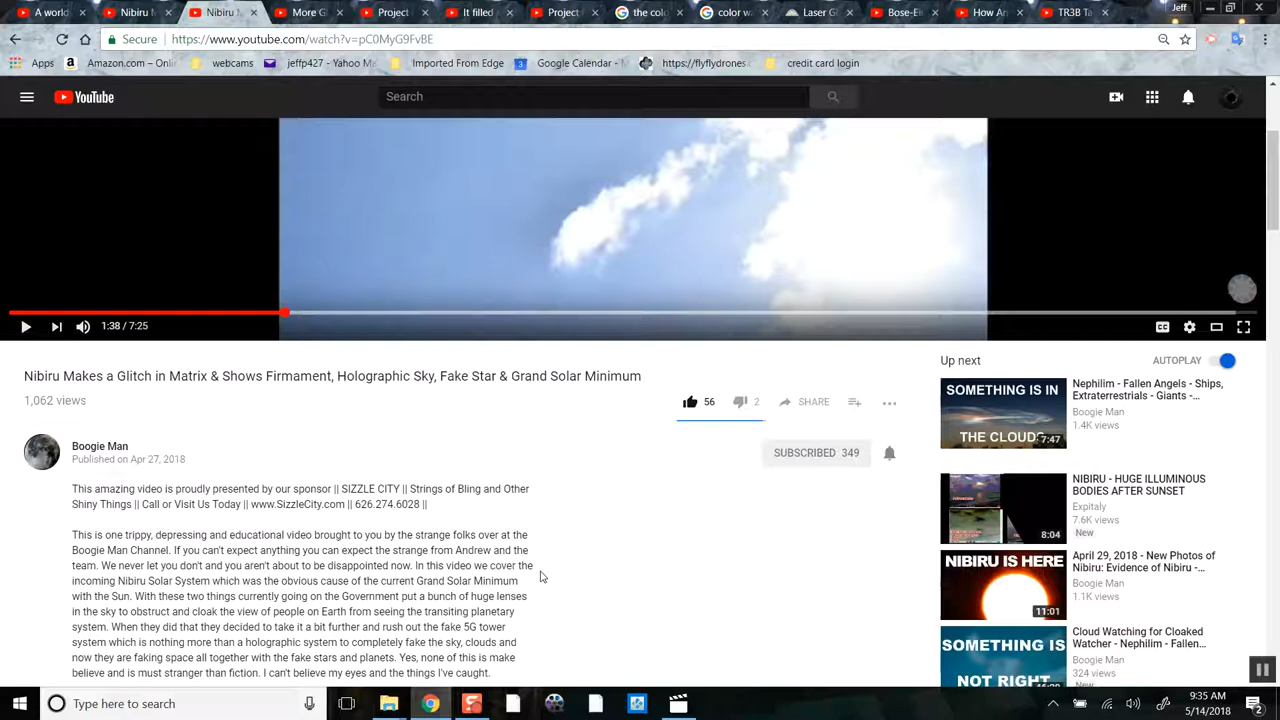 A world
Nibiru M
Nibiru M
More G
Project
It filled
Project
the colo
color wa
Laser Gl
Bose-Ein
How An
TR3B Ta
Jeff
Secure
https://www.youtube.com/watch?v=pC0MyG9FvBE
Apps
Amazon.com – Onli
webcams
jeffp427 - Yahoo M
Imported From Edge
Google Calendar - M
https://flyflydrones.
credit card login
YouTube
Search
1:38 / 7:25
CC
Nibiru Makes a Glitch in Matrix & Shows Firmament, Holographic Sky, Fake Star & Grand Solar Minimum
1,062 views
56
2
SHARE
Boogie Man
Published on Apr 27, 2018
SUBSCRIBED 349
This amazing video is proudly presented by our sponsor || SIZZLE CITY || Strings of Bling and Other
Shiny Things || Call or Visit Us Today || www.SizzleCity.com || 626.274.6028 ||
This is one trippy, depressing and educational video brought to you by the strange folks over at the
Boogie Man Channel. If you can't expect anything you can expect the strange from Andrew and the
team. We never let you don't and you aren't about to be disappointed now. In this video we cover the
incoming Nibiru Solar System which was the obvious cause of the current Grand Solar Minimum
with the Sun. With these two things currently going on the Government put a bunch of huge lenses
in the sky to obstruct and cloak the view of people on Earth from seeing the transiting planetary
system. When they did that they decided to take it a bit further and rush out the fake 5G tower
system which is nothing more than a holographic system to completely fake the sky, clouds and
now they are faking space all together with the fake stars and planets. Yes, none of this is make
believe and is must stranger than fiction. I can't believe my eyes and the things I've caught.
Up next
AUTOPLAY
SOMETHING IS IN
THE CLOUDS
7:47
Nephilim - Fallen Angels - Ships,
Extraterrestrials - Giants -...
Boogie Man
1.4K views
8:04
NIBIRU - HUGE ILLUMINOUS
BODIES AFTER SUNSET
Expitaly
7.6K views
New
NIBIRU IS HERE
11:01
April 29, 2018 - New Photos of
Nibiru: Evidence of Nibiru -...
Boogie Man
1.1K views
SOMETHING IS
NOT RIGHT
Cloud Watching for Cloaked
Watcher - Nephilim - Fallen...
Boogie Man
324 views
New
Type here to search
9:35 AM
5/14/2018
2